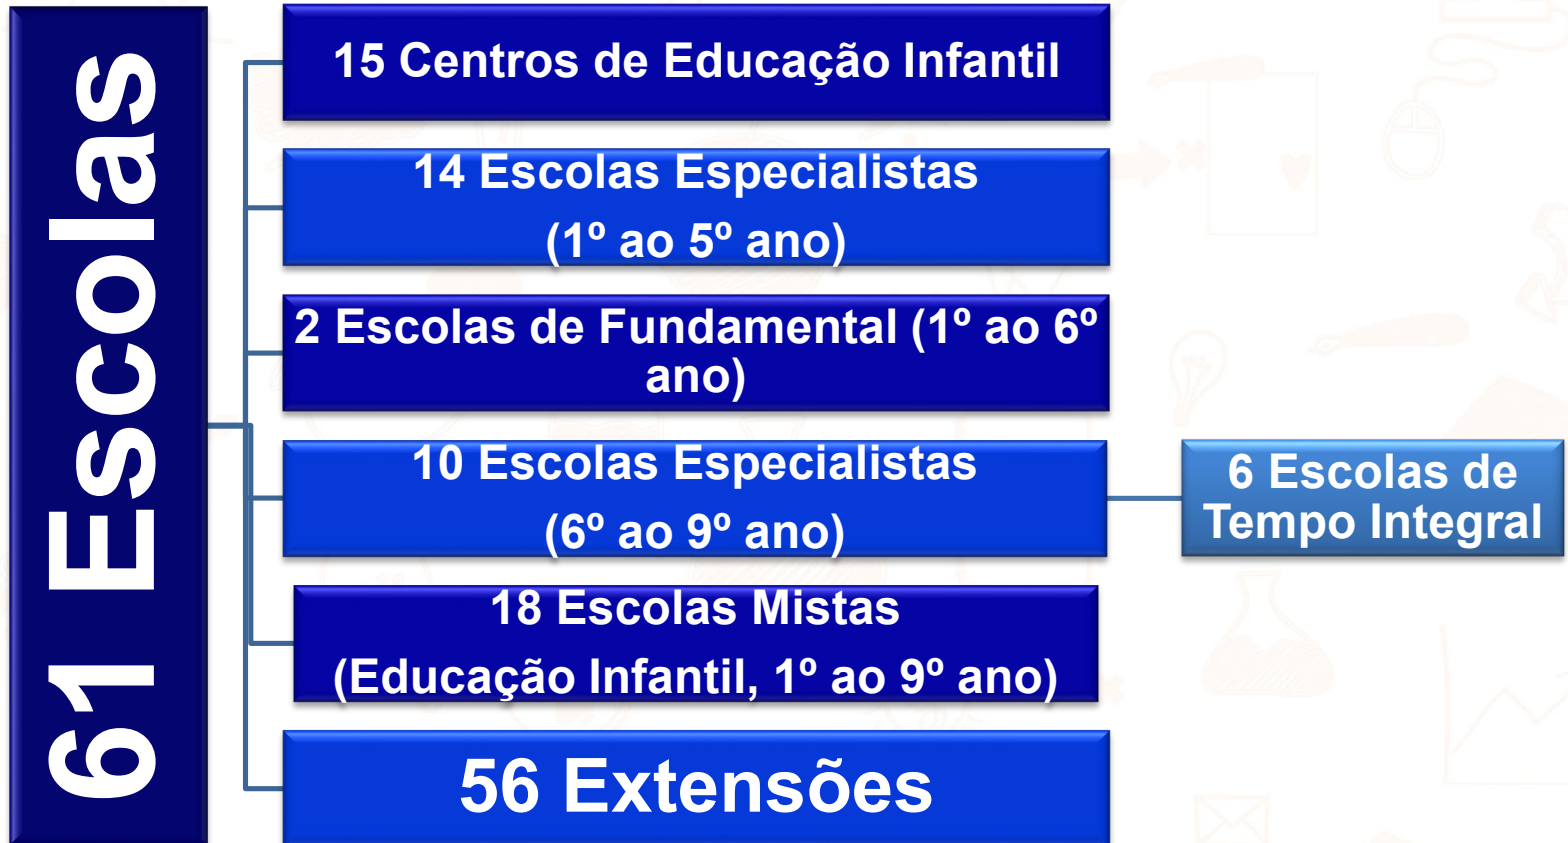 61 Escolas
15 Centros de Educação Infantil
14 Escolas Especialistas
(1º ao 5º ano)
2 Escolas de Fundamental (1º ao 6º
ano)
10 Escolas Especialistas
(6º ao 9º ano)
6 Escolas de
Tempo Integral
18 Escolas Mistas
(Educação Infantil, 1º ao 9º ano)
56 Extensões